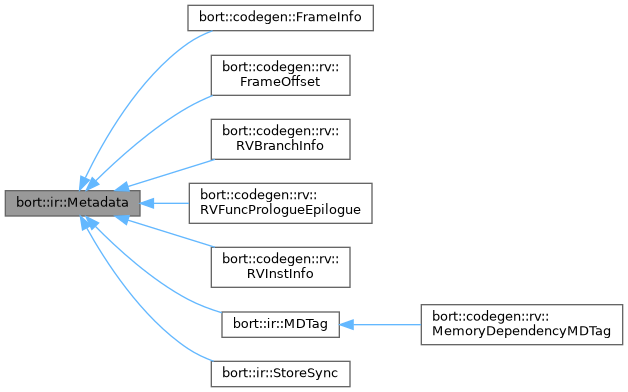 bort::codegen::FrameInfo
bort::codegen::rv::
FrameOffset
bort::codegen::rv::
RVBranchInfo
bort::ir::Metadata
bort::codegen::rv::
RVFuncPrologueEpilogue
bort::codegen::rv::
RVInstInfo
bort::ir::MDTag
bort::codegen::rv::
MemoryDependencyMDTag
bort::ir::StoreSync